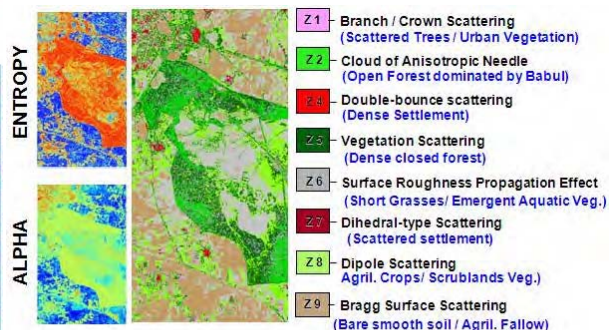 ENTROPY
ALPHA
Z1 Branch / Crown Scattering
(Scattered Trees / Urban Vegetation)
Z2 Cloud of Anisotropic Needle
(Open Forest dominated by Babul)
Z4 Double-bounce scattering
(Dense Settlement)
Z5 Vegetation Scattering
(Dense closed forest)
Z6 Surface Roughness Propagation Effect
(Short Grasses/ Emergent Aquatic Veg.)
Z7 Dihedral-type Scattering
(Scattered settlement)
Z8 Dipole Scattering
Agril. Crops/ Scrublands Veg.)
Z9 Bragg Surface Scattering
(Bare smooth soil / Agril. Fallow)